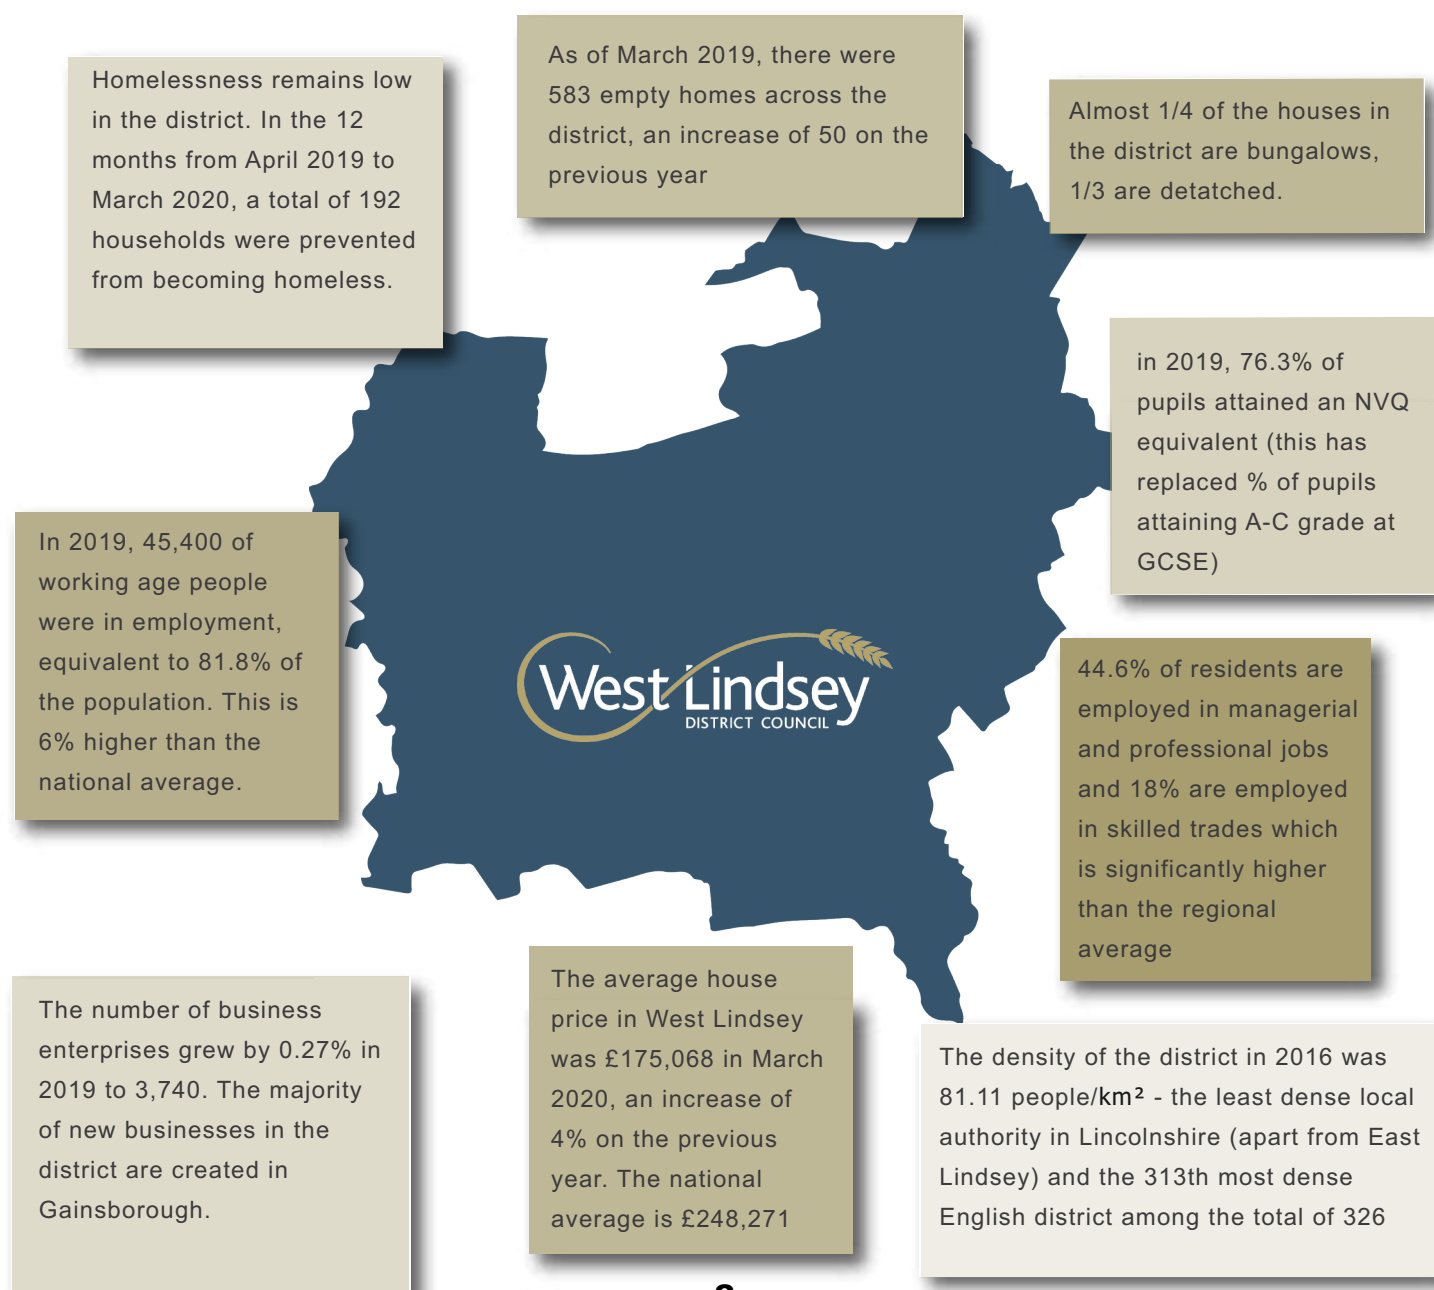 Homelessness remains low
in the district. In the 12
months from April 2019 to
March 2020, a total of 192
households were prevented
from becoming homeless.
As of March 2019, there were
583 empty homes across the
district, an increase of 50 on the
previous year
Almost 1/4 of the houses in
the district are bungalows,
1/3 are detatched.
in 2019, 76.3% of
pupils attained an NVQ
equivalent (this has
replaced % of pupils
attaining A-C grade at
GCSE)
In 2019, 45,400 of
working age people
were in employment,
equivalent to 81.8% of
the population. This is
6% higher than the
national average.
West Lindsey
DISTRICT COUNCIL
44.6% of residents are
employed in managerial
and professional jobs
and 18% are employed
in skilled trades which
is significantly higher
than the regional
average
The number of business
enterprises grew by 0.27% in
2019 to 3,740. The majority
of new businesses in the
district are created in
Gainsborough.
The average house
price in West Lindsey
was £175,068 in March
2020, an increase of
4% on the previous
year. The national
average is £248,271
The density of the district in 2016 was
81.11 people/km² - the least dense local
authority in Lincolnshire (apart from East
Lindsey) and the 313th most dense
English district among the total of 326